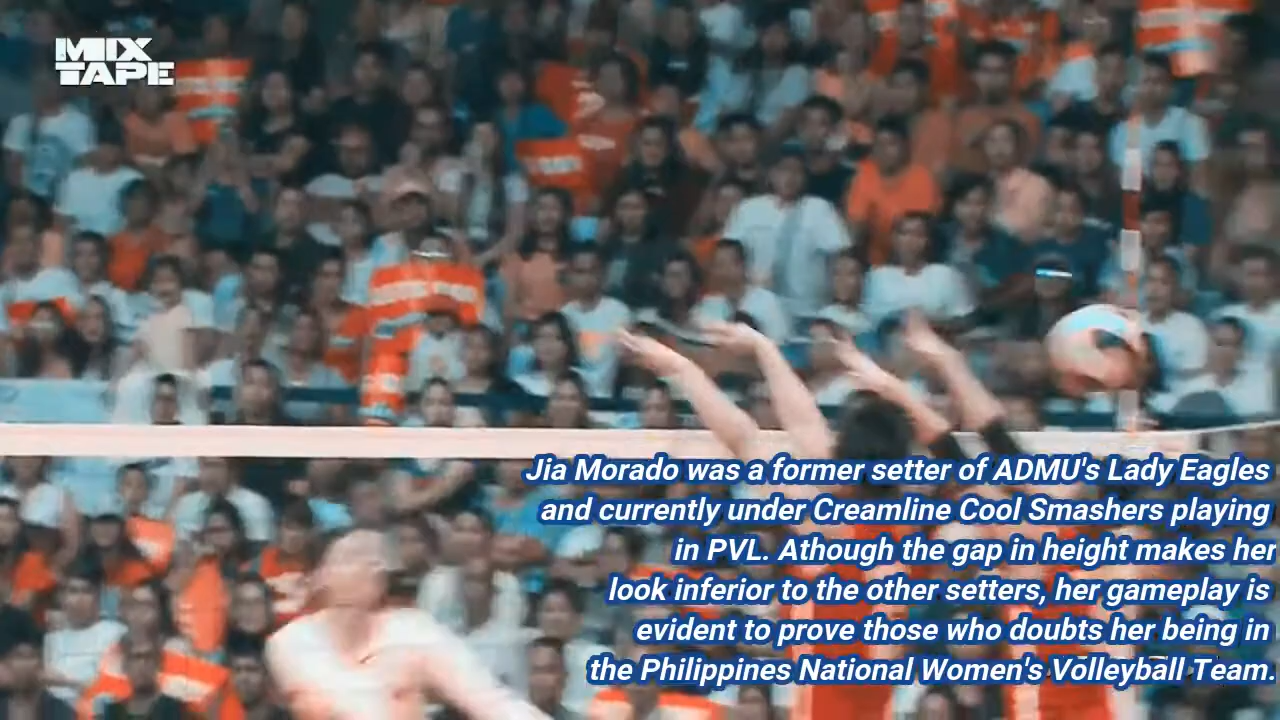 MIX
TAPE
Jia Morado was a former setter of ADMU's Lady Eagles
and currently under Creamline Cool Smashers playing
in PVL. Athough the gap in height makes her
look inferior to the other setters, her gameplay is
evident to prove those who doubts her being in
the Philippines National Women's Volleyball Team.